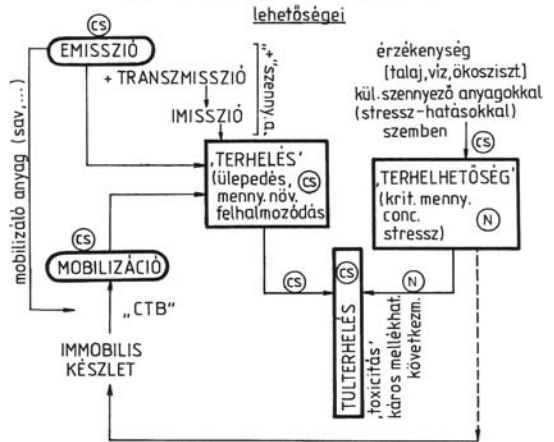 lehetőségei
CS
EMISSZIÓ
+ TRANSZMISSZIÓ
IMISSZIÓ
"+"szenny.a.
érzékenység
[talaj,víz,ökosziszt]
kül.szennyező anyagokkal
(stressz-hatásokkal)
szemben
CS
mobilizáló anyag (sav,...)
‚TERHELÉS'
(ülepedés, CS
menny. növ.
felhalmozódás
‚TERHELHETŐSÉG'
(krit. menny.
conc.
stressz)
N
CS
MOBILIZÁCIÓ
„CTB"
IMMOBILIS
KÉSZLET
CS
CS
TULTERHELÉS
N
‚toxicitás'
káros mellékhat.
következm.